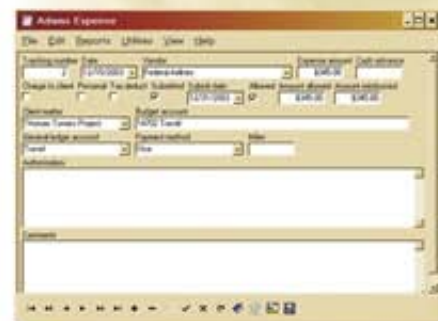 Adams Expense
File Edit Reports Utilities View Help
Tracking number Date Vendor Expense amount Cash advance
2 12/15/2003 Federal Airlines $345.00
Charge to client Personal Tax deduct Submitted Submit date Allowed Amount allowed Amount reimbursed
12/31/2003 $345.00 $345.00
Client matter Budget account
Project Travel
General ledger account Payment method Miles
Travel Visa
Authorization
Comments